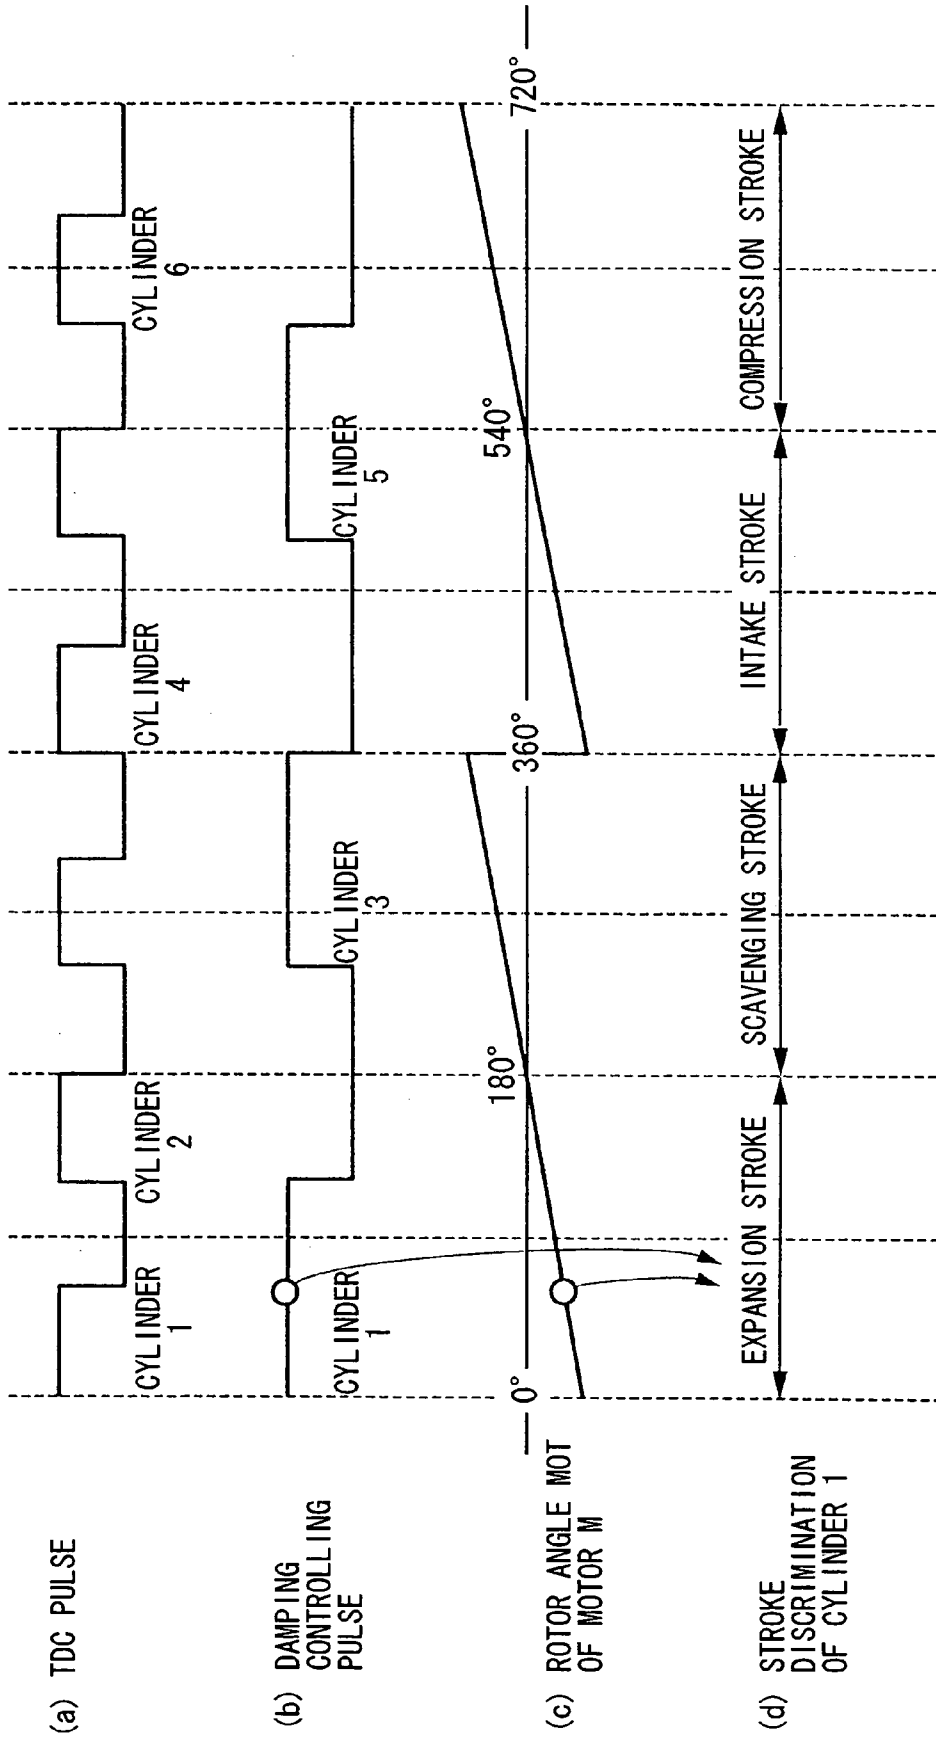 (a) TDC PULSE
CYLINDER
1
CYLINDER
2
CYLINDER
4
CYLINDER
6
(b) DAMPING
CONTROLLING
PULSE
CYLINDER
1
CYLINDER
3
CYLINDER
5
(c) ROTOR ANGLE MOT
OF MOTOR M
0°
180°
360°
540°
720°
(d) STROKE
DISCRIMINATION
OF CYLINDER 1
EXPANSION STROKE
SCAVENGING STROKE
INTAKE STROKE
COMPRESSION STROKE